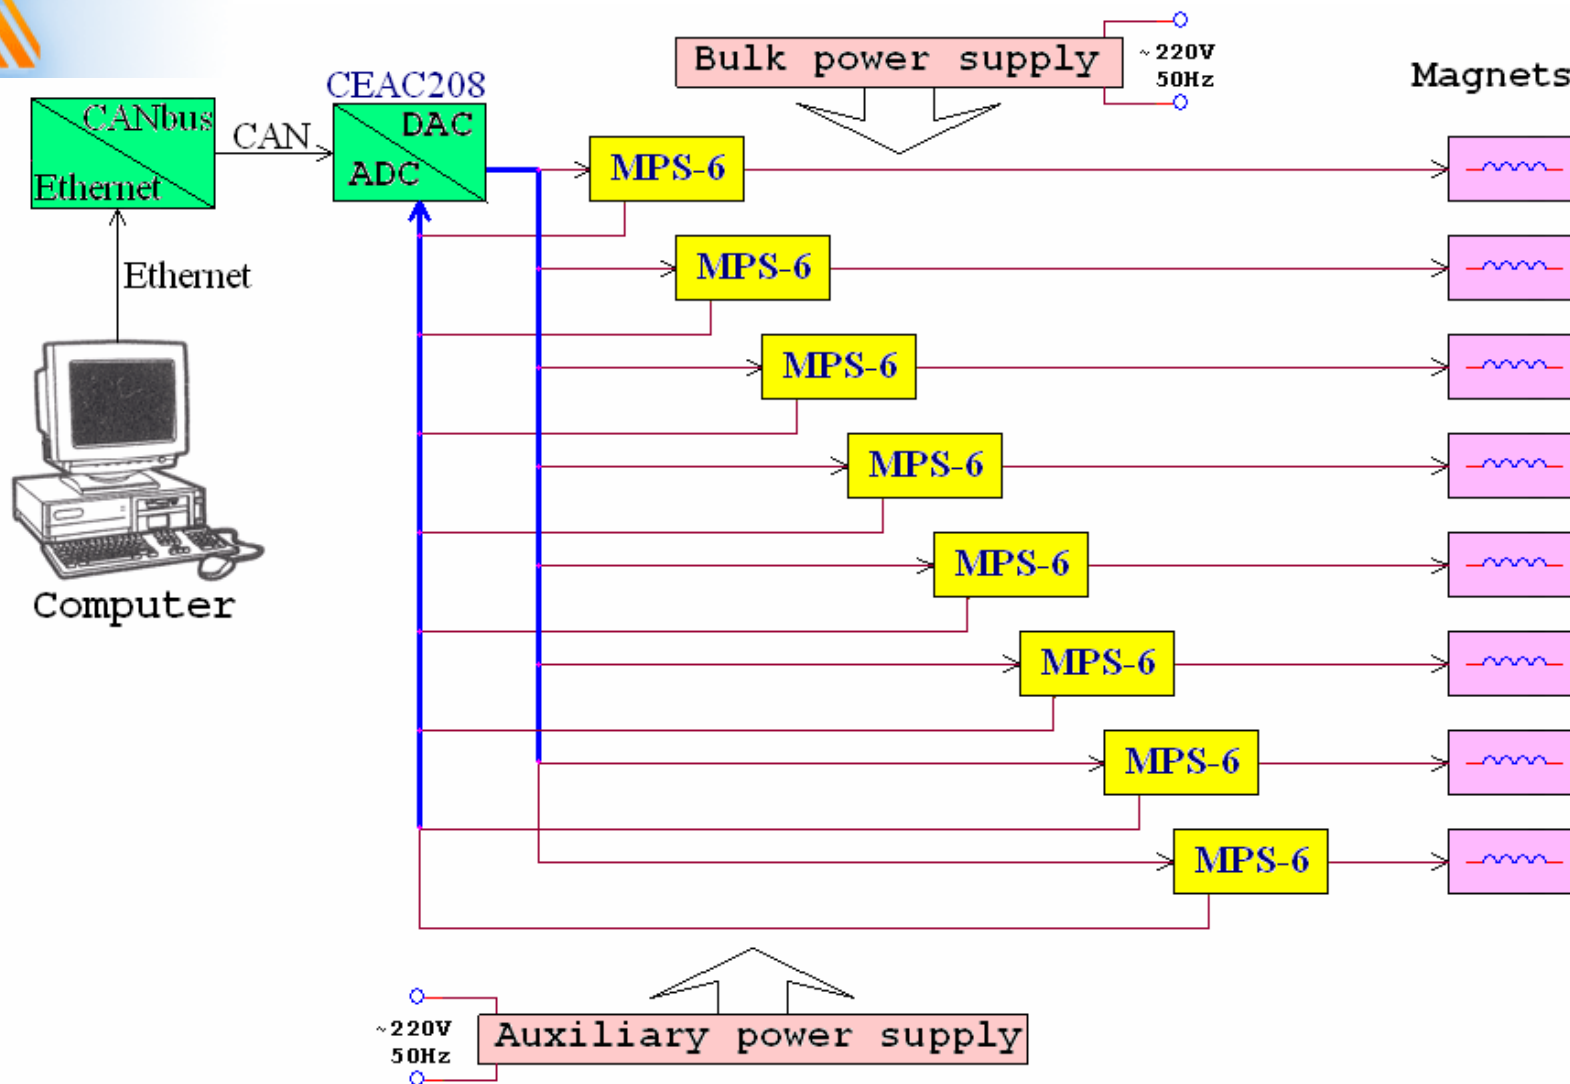 Bulk power supply
~220V
50Hz
Magnets
CEAC208
CANbus
Ethernet
CAN
DAC
ADC
MPS-6
MPS-6
Ethernet
MPS-6
MPS-6
MPS-6
Computer
MPS-6
MPS-6
MPS-6
~220V
50Hz
Auxiliary power supply